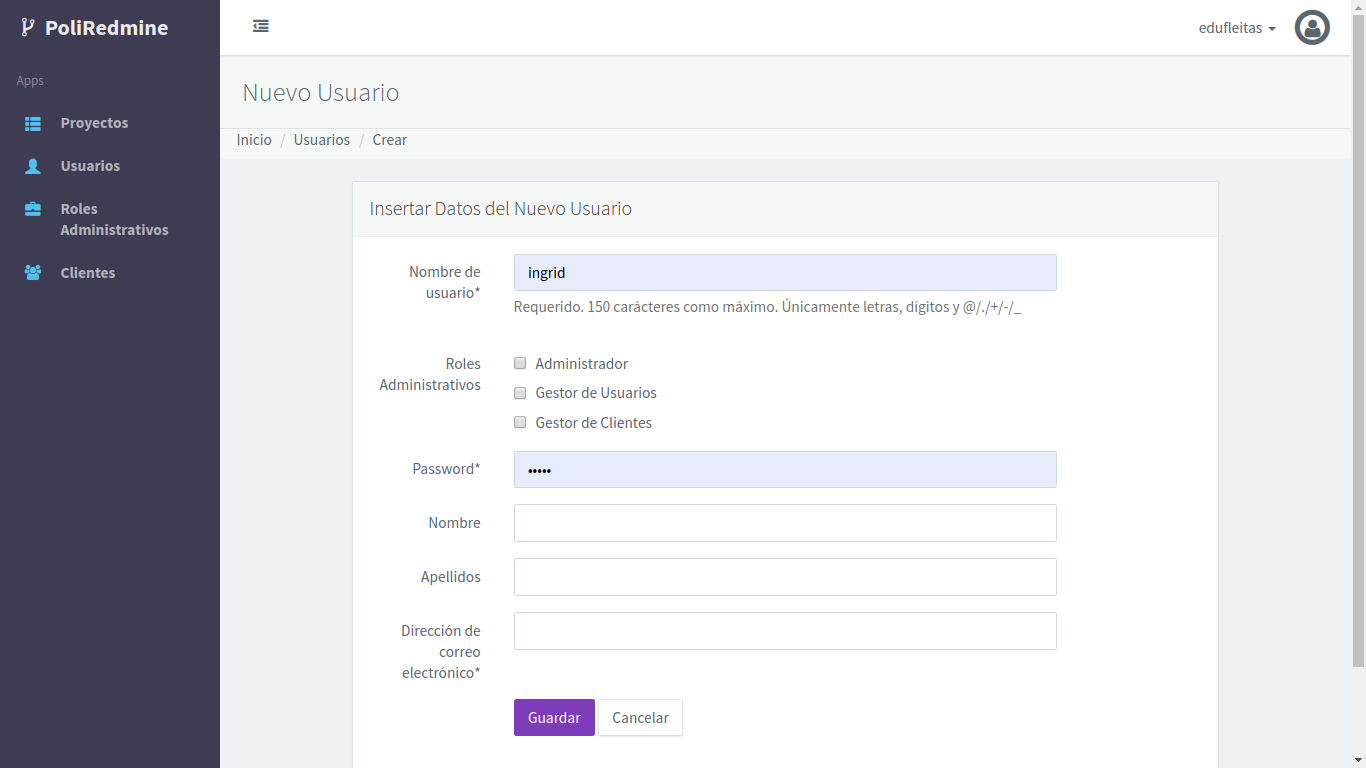 PoliRedmine
edufleitas
Apps
Proyectos
Usuarios
Roles
Administrativos
Clientes
Nuevo Usuario
Inicio / Usuarios / Crear
Insertar Datos del Nuevo Usuario
Nombre de
usuario*
ingrid
Requerido. 150 carácteres como máximo. Únicamente letras, dígitos y @/./+/-/_
Roles
Administrativos
Administrador
Gestor de Usuarios
Gestor de Clientes
Password*
•••••
Nombre
Apellidos
Dirección de
correo
electrónico*
Guardar Cancelar